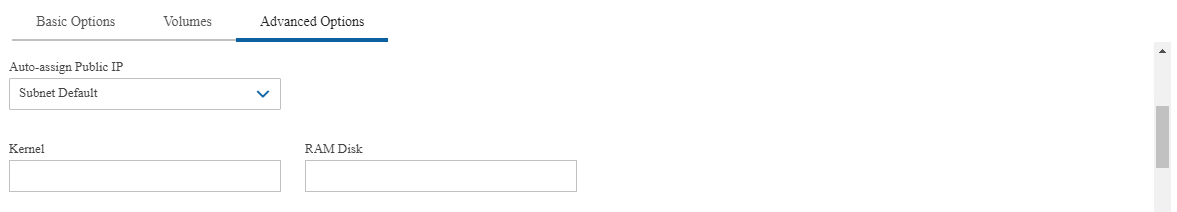 Basic Options Volumes Advanced Options
Auto-assign Public IP
Subnet Default
Kernel RAM Disk